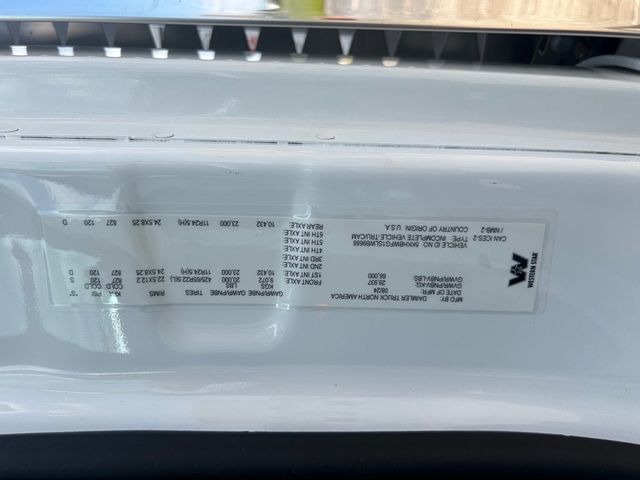 WESTERN STAR
MFD BY: DAIMLER TRUCK NORTH AMERICA
DATE OF MFR: 08/24
GVWR/PNBV-KG: 29,937
GVWR/PNBV-LBS: 66,000
CAN CES-2 TYPE: INCOMPLETE VEHICLE-TRU/CAM
/ NMB-2 COUNTRY OF ORIGIN: U.S.A
GAWR/PNBE KGS GAWR/PNBE LBS TIRES RIMS KPA COLD PSI COLD "S"
FRONT AXLE: 9,072 20,000 425/65R22.5(L) 22.5X12.2 827 120 S
1ST INT AXLE: 10,432 23,000 11R24.5(H) 24.5X8.25 827 120 D
2ND INT AXLE:
3RD INT AXLE:
4TH INT AXLE:
5TH INT AXLE:
6TH INT AXLE:
REAR AXLE: 10,432 23,000 11R24.5(H) 24.5X8.25 827 120 D